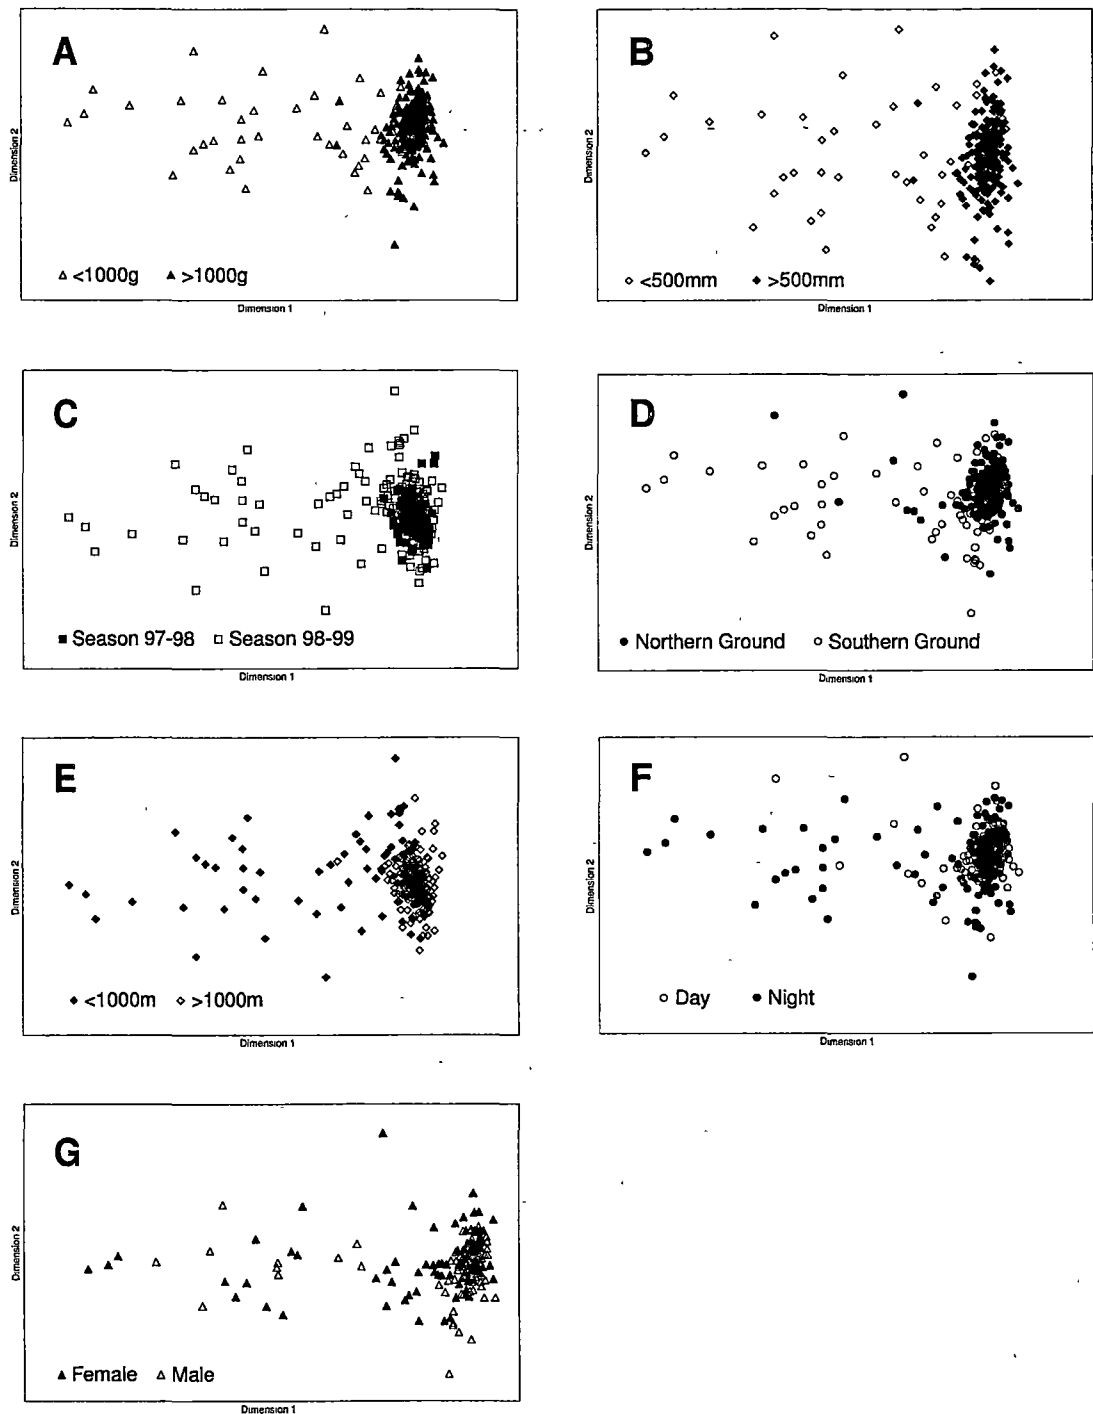 A
Dimension 2
<1000g >1000g
Dimension 1
B
Dimension 2
<500mm >500mm
Dimension 1
C
Dimension 2
Season 97-98 Season 98-99
Dimension 1
D
Dimension 2
Northern Ground Southern Ground
Dimension 1
E
Dimension 2
<1000m >1000m
Dimension 1
F
Dimension 2
Day Night
Dimension 1
G
Dimension 2
Female Male
Dimension 1